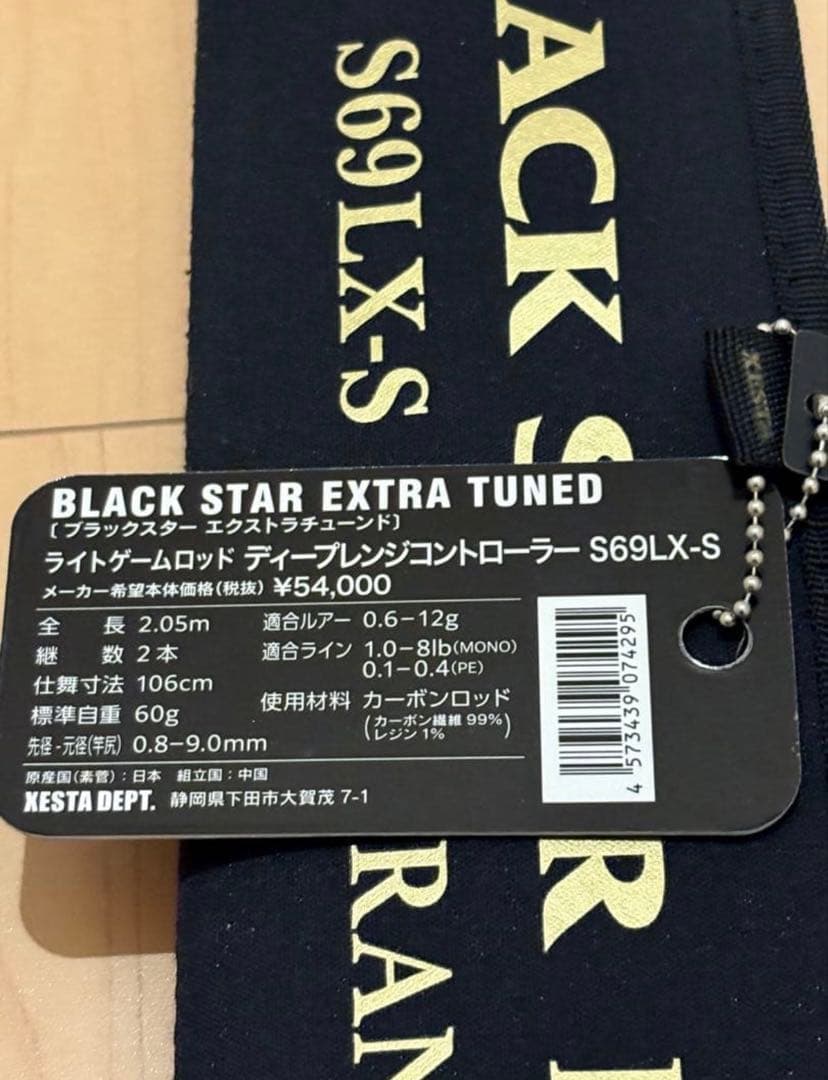 ACK S
S69LX-S
XESTA
BLACK STAR EXTRA TUNED
〔ブラックスター エクストラチューンド〕
ライトゲームロッド ディープレンジコントローラー S69LX-S
メーカー希望本体価格(税抜) ¥54,000
全 長 2.05m
継 数 2本
仕舞寸法 106cm
標準自重 60g
先径-元径(竿尻) 0.8-9.0mm
適合ルアー 0.6-12g
適合ライン 1.0-8lb(MONO)
0.1-0.4(PE)
使用材料 カーボンロッド
(カーボン繊維 99%
レジン 1%)
原産国(素管):日本 組立国:中国
XESTA DEPT. 静岡県下田市大賀茂 7-1
4 573439 074295
R
RAN